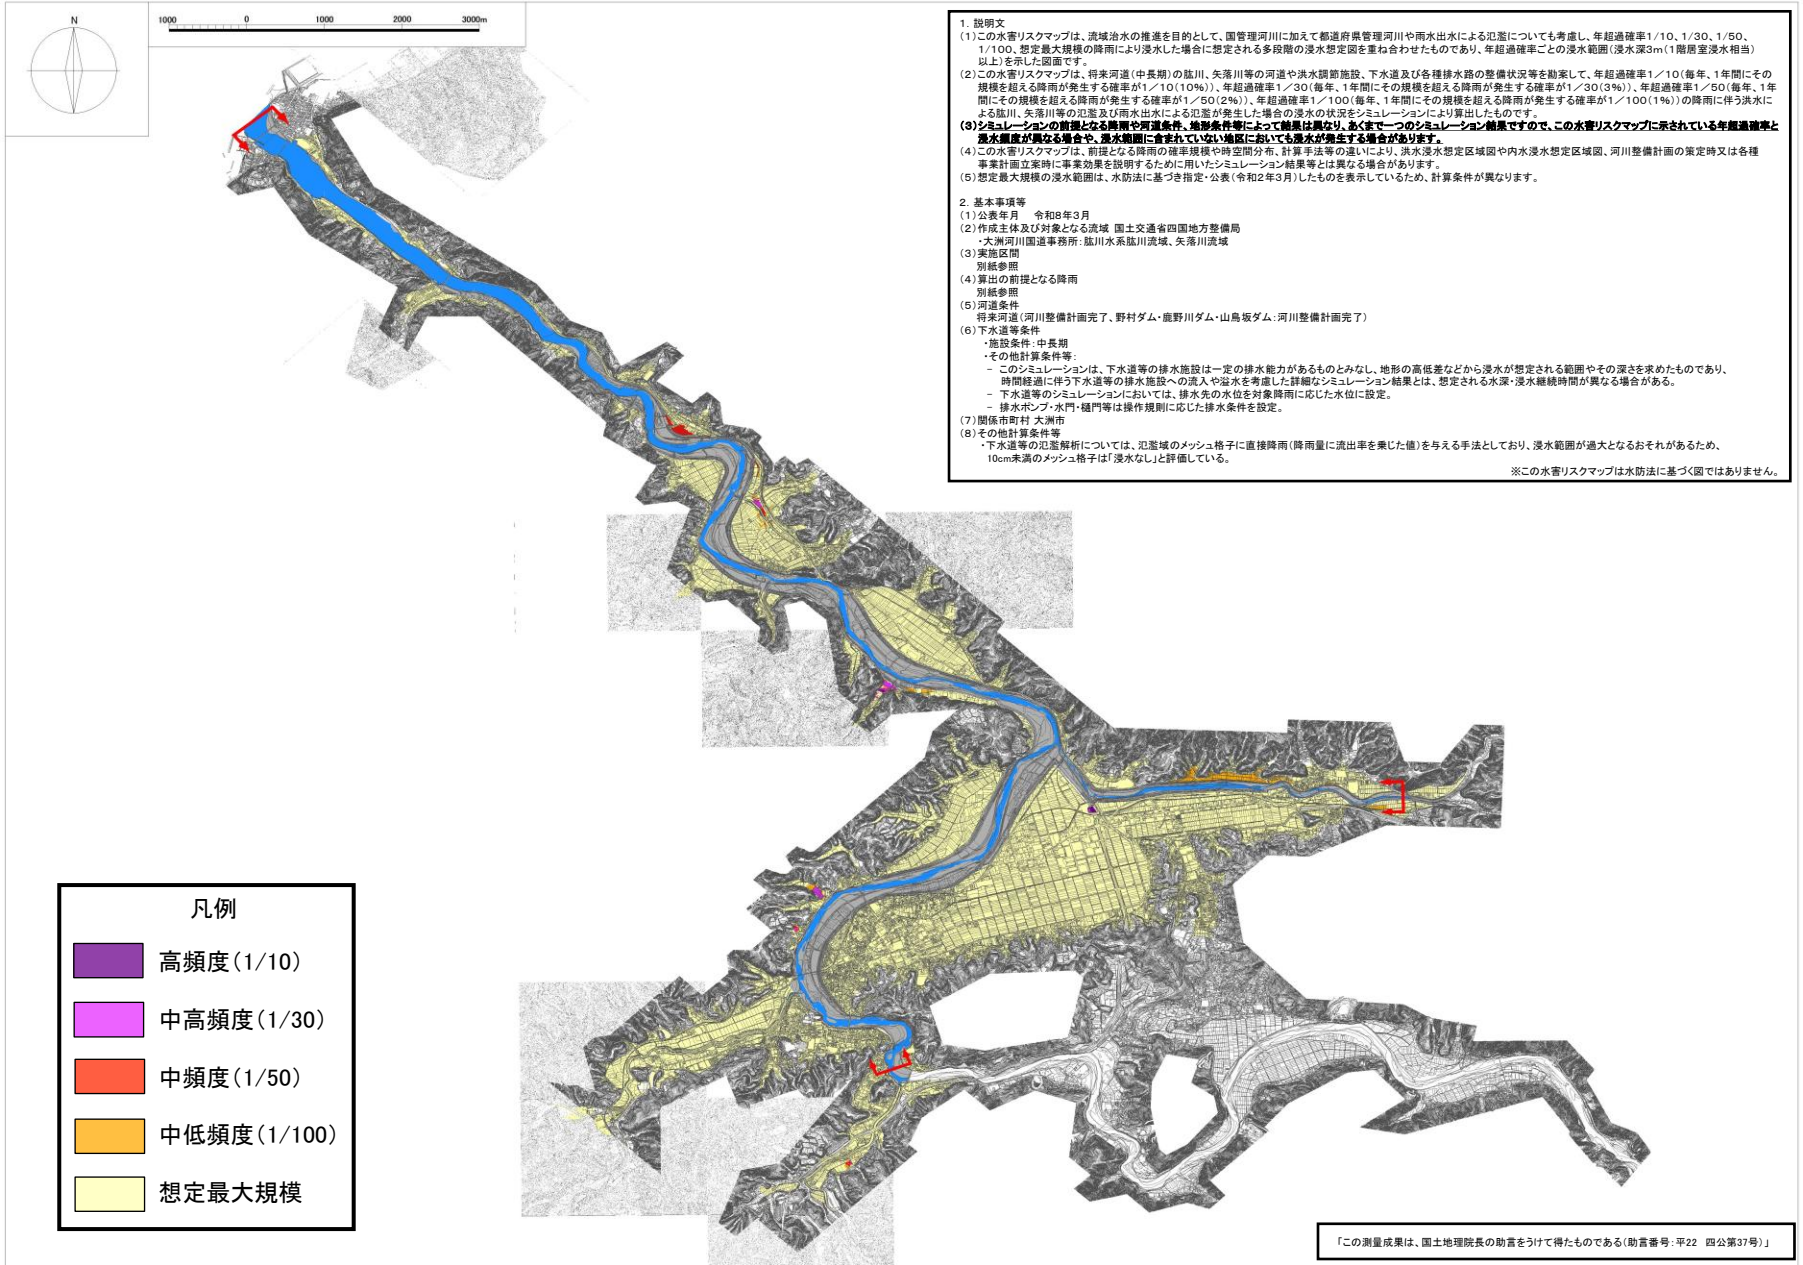 N
1000 0 1000 2000 3000m
1. 説明文
(1)この水害リスクマップは、流域治水の推進を目的として、国管理河川に加えて都道府県管理河川や雨水出水による氾濫についても考慮し、年超過確率1/10、1/30、1/50、
1/100、想定最大規模の降雨により浸水した場合に想定される多段階の浸水想定図を重ね合わせたものであり、年超過確率ごとの浸水範囲(浸水深3m(1階居室浸水相当)
以上)を示した図面です。
(2)この水害リスクマップは、将来河道(中長期)の肱川、矢落川等の河道や洪水調節施設、下水道及び各種排水路の整備状況等を勘案して、年超過確率1/10(毎年、1年間にその
規模を超える降雨が発生する確率が1/10(10%))、年超過確率1/30(毎年、1年間にその規模を超える降雨が発生する確率が1/30(3%))、年超過確率1/50(毎年、1年
間にその規模を超える降雨が発生する確率が1/50(2%))、年超過確率1/100(毎年、1年間にその規模を超える降雨が発生する確率が1/100(1%))の降雨に伴う洪水に
よる肱川、矢落川等の氾濫及び雨水出水による氾濫が発生した場合の浸水の状況をシミュレーションにより算出したものです。
(3)シミュレーションの前提となる降雨や河道条件、地形条件等によって結果は異なり、あくまで一つのシミュレーション結果ですので、この水害リスクマップに示されている年超過確率と
浸水頻度が異なる場合や、浸水範囲に含まれていない地区においても浸水が発生する場合があります。
(4)この水害リスクマップは、前提となる降雨の確率規模や時空間分布、計算手法等の違いにより、洪水浸水想定区域図や内水浸水想定区域図、河川整備計画の策定時又は各種
事業計画立案時に事業効果を説明するために用いたシミュレーション結果等とは異なる場合があります。
(5)想定最大規模の浸水範囲は、水防法に基づき指定・公表(令和2年3月)したものを表示しているため、計算条件が異なります。
2. 基本事項等
(1)公表年月 令和8年3月
(2)作成主体及び対象となる流域 国土交通省四国地方整備局
・大洲河川国道事務所:肱川水系肱川流域、矢落川流域
(3)実施区間
別紙参照
(4)算出の前提となる降雨
別紙参照
(5)河道条件
将来河道(河川整備計画完了、野村ダム・鹿野川ダム・山鳥坂ダム:河川整備計画完了)
(6)下水道等条件
・施設条件:中長期
・その他計算条件等:
- このシミュレーションは、下水道等の排水施設は一定の排水能力があるものとみなし、地形の高低差などから浸水が想定される範囲やその深さを求めたものであり、
時間経過に伴う下水道等の排水施設への流入や溢水を考慮した詳細なシミュレーション結果とは、想定される水深・浸水継続時間が異なる場合がある。
- 下水道等のシミュレーションにおいては、排水先の水位を対象降雨に応じた水位に設定。
- 排水ポンプ・水門・樋門等は操作規則に応じた排水条件を設定。
(7)関係市町村 大洲市
(8)その他計算条件等
・下水道等の氾濫解析については、氾濫域のメッシュ格子に直接降雨(降雨量に流出率を乗じた値)を与える手法としており、浸水範囲が過大となるおそれがあるため、
10cm未満のメッシュ格子は「浸水なし」と評価している。
※この水害リスクマップは水防法に基づく図ではありません。
凡例
高頻度(1/10)
中高頻度(1/30)
中頻度(1/50)
中低頻度(1/100)
想定最大規模
「この測量成果は、国土地理院長の助言をうけて得たものである(助言番号:平22 四公第37号)」